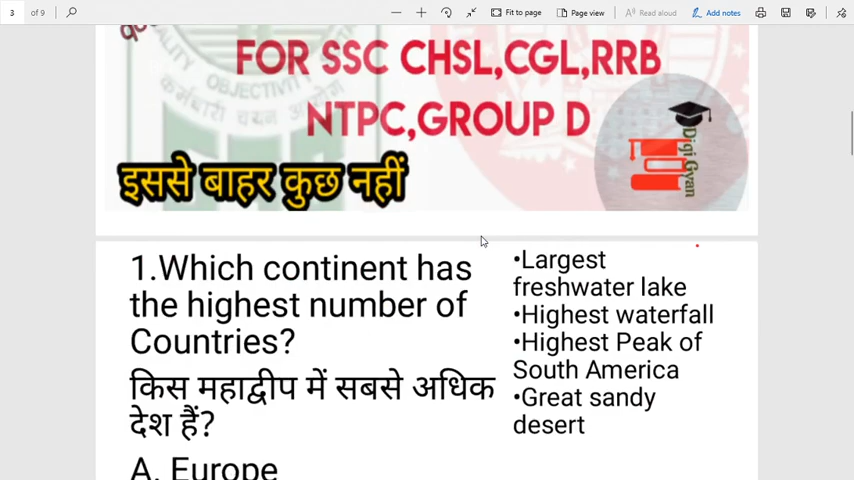 3 of 9 Fit to page Page view Read aloud Add notes
FOR SSC CHSL,CGL,RRB
NTPC,GROUP D
Digi Gyan
इससे बाहर कुछ नहीं
1.Which continent has
the highest number of
Countries?
किस महाद्वीप में सबसे अधिक
देश हैं?
A. Europe
•Largest
freshwater lake
•Highest waterfall
•Highest Peak of
South America
•Great sandy
desert